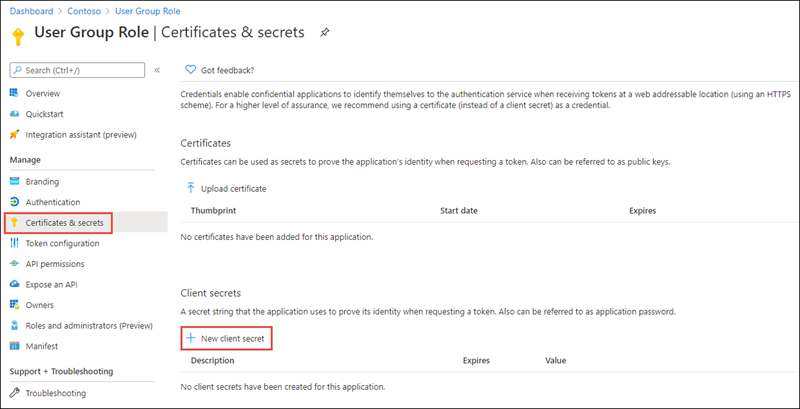 Dashboard > Contoso > User Group Role
User Group Role | Certificates & secrets
Search (Ctrl+/)
«
Overview
Quickstart
Integration assistant (preview)
Manage
Branding
Authentication
Certificates & secrets
Token configuration
API permissions
Expose an API
Owners
Roles and administrators (Preview)
Manifest
Support + Troubleshooting
Troubleshooting
Got feedback?
Credentials enable confidential applications to identify themselves to the authentication service when receiving tokens at a web addressable location (using an HTTPS
scheme). For a higher level of assurance, we recommend using a certificate (instead of a client secret) as a credential.
Certificates
Certificates can be used as secrets to prove the application's identity when requesting a token. Also can be referred to as public keys.
Upload certificate
Thumbprint Start date Expires
No certificates have been added for this application.
Client secrets
A secret string that the application uses to prove its identity when requesting a token. Also can be referred to as application password.
New client secret
Description Expires Value
No client secrets have been created for this application.